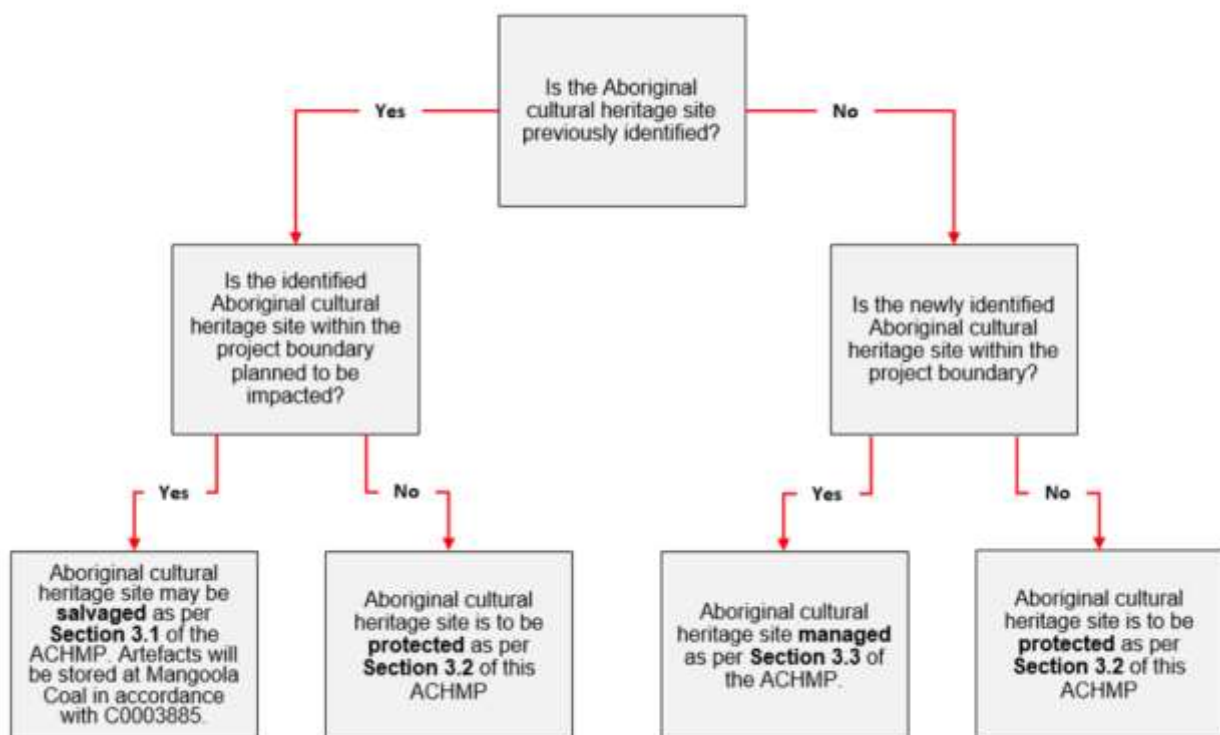 Is the Aboriginal
cultural heritage site
previously identified?
Yes
No
Is the identified
Aboriginal cultural
heritage site within the
project boundary
planned to be
impacted?
Is the newly identified
Aboriginal cultural
heritage site within the
project boundary?
Yes
No
Yes
No
Aboriginal cultural
heritage site may be
salvaged as per
Section 3.1 of the
ACHMP. Artefacts will
be stored at Mangoola
Coal in accordance
with C0003885.
Aboriginal cultural
heritage site is to be
protected as per
Section 3.2 of this
ACHMP
Aboriginal cultural
heritage site managed
as per Section 3.3 of
the ACHMP.
Aboriginal cultural
heritage site is to be
protected as per
Section 3.2 of this
ACHMP